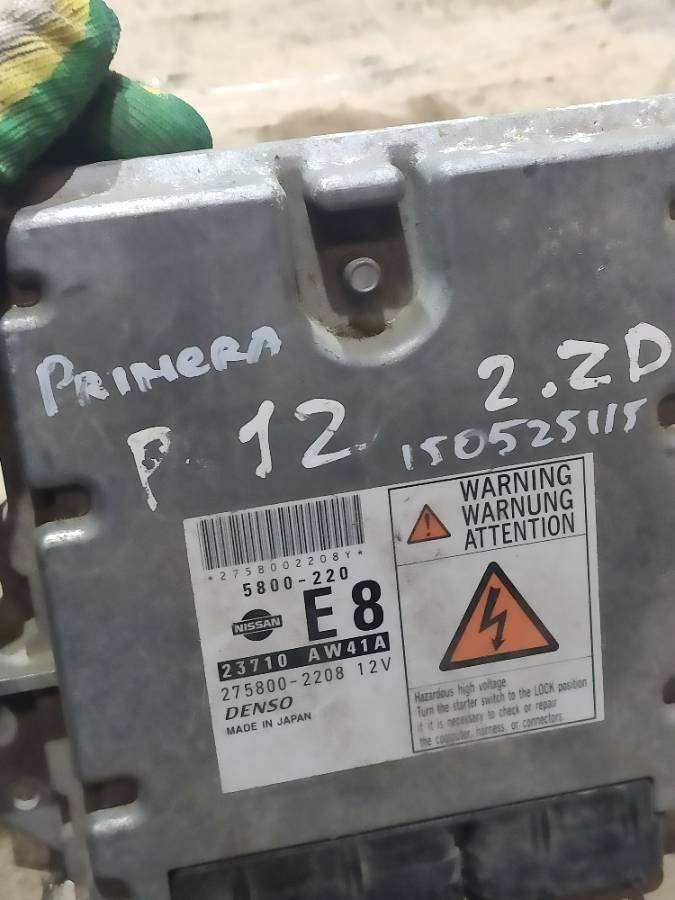 PRIMERA
P. 12
2.2D
150525115
*2758002208Y*
5800-220
NISSAN
E8
23710 AW41A
275800-2208 12V
DENSO
MADE IN JAPAN
WARNING
WARNUNG
ATTENTION
Hazardous high voltage.
Turn the starter switch to the LOCK position
if it is necessary to check or repair
the computer, harness, or connectors.